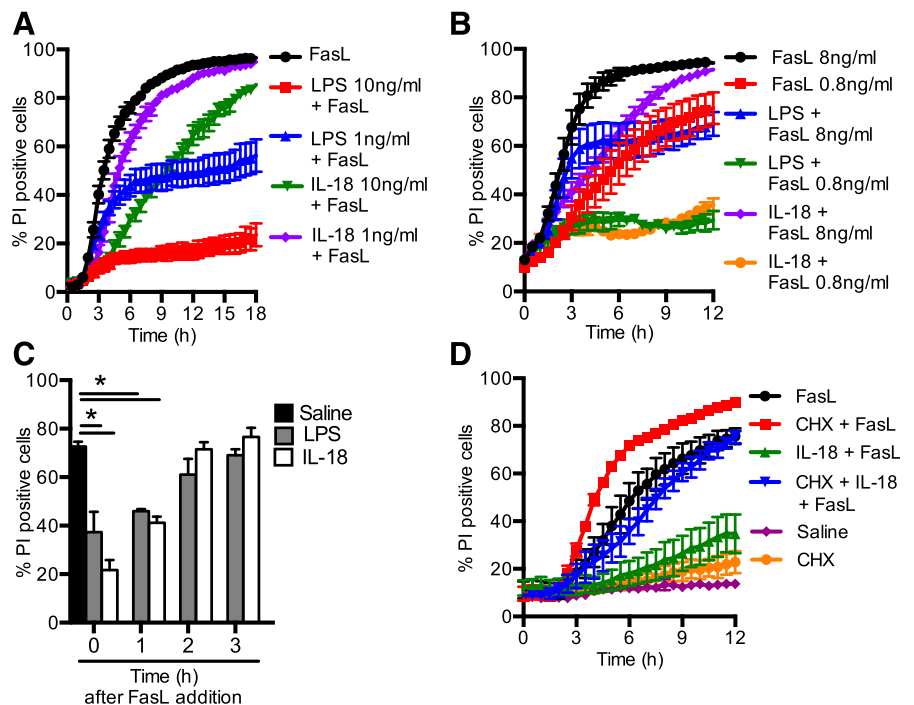 A
% PI positive cells
100
80
60
40
20
0
0 3 6 9 12 15 18
Time (h)
FasL
LPS 10ng/ml
+ FasL
LPS 1ng/ml
+ FasL
IL-18 10ng/ml
+ FasL
IL-18 1ng/ml
+ FasL
B
% PI positive cells
100
80
60
40
20
0
0 3 6 9 12
Time (h)
FasL 8ng/ml
FasL 0.8ng/ml
LPS +
FasL 8ng/ml
LPS +
FasL 0.8ng/ml
IL-18 +
FasL 8ng/ml
IL-18 +
FasL 0.8ng/ml
C
% PI positive cells
100
80
60
40
20
0
*
*
0 1 2 3
Time (h)
after FasL addition
Saline
LPS
IL-18
D
% PI positive cells
100
80
60
40
20
0
0 3 6 9 12
Time (h)
FasL
CHX + FasL
IL-18 + FasL
CHX + IL-18
+ FasL
Saline
CHX